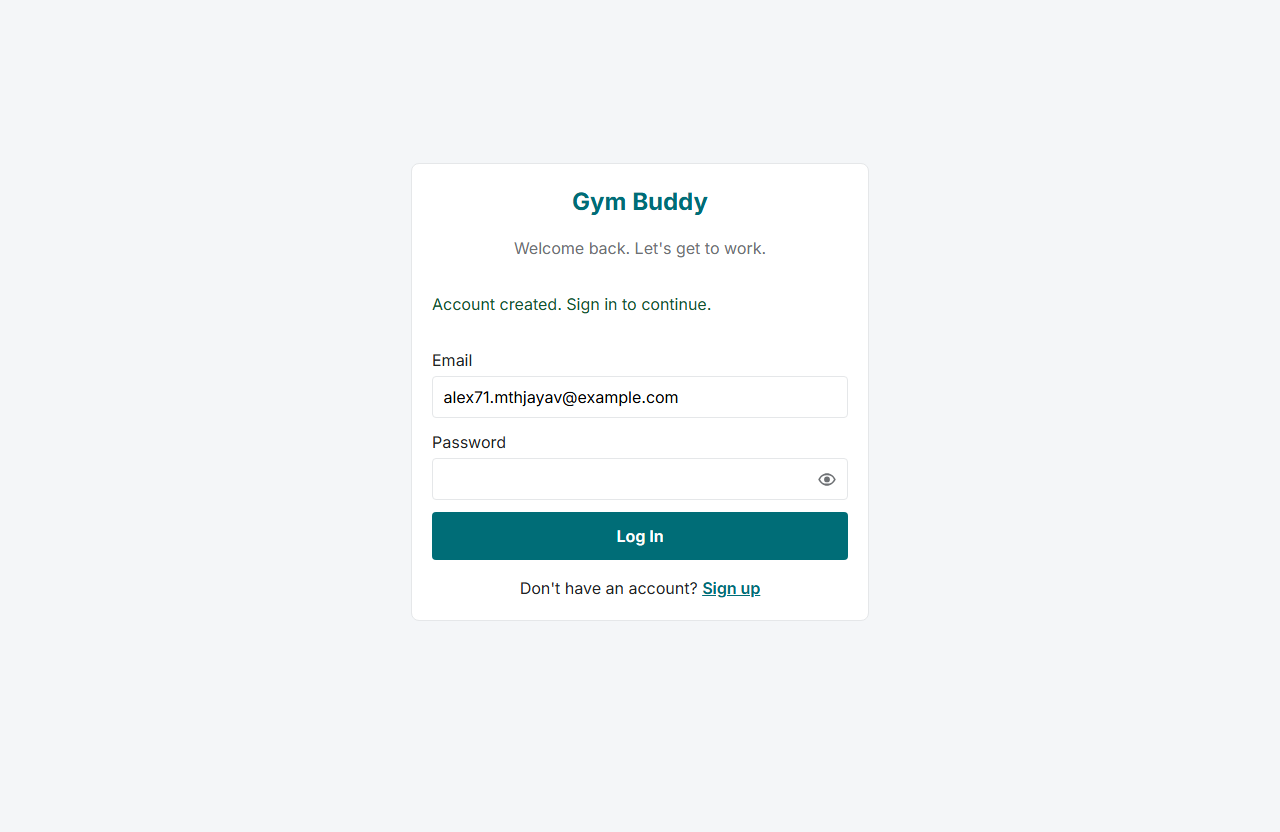 Gym Buddy
Welcome back. Let's get to work.
Account created. Sign in to continue.
Email
alex71.mthjayav@example.com
Password
Log In
Don't have an account? Sign up